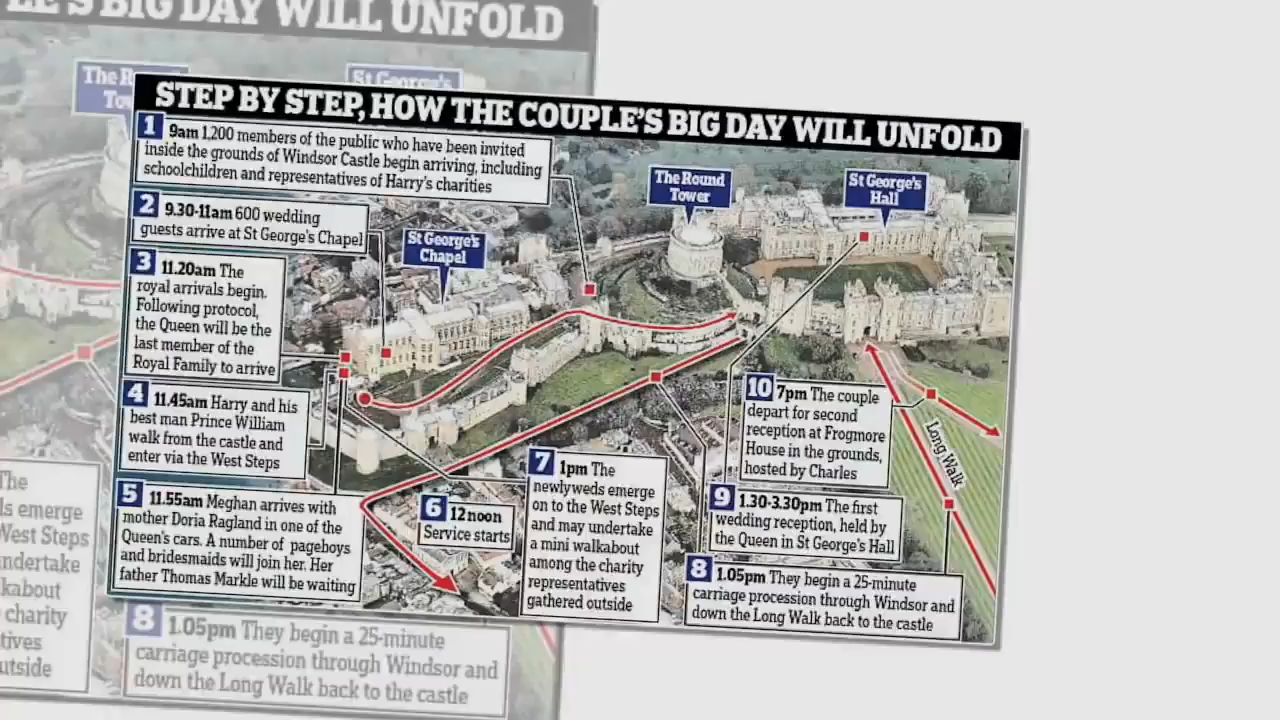 LE'S BIG DAY WILL UNFOLD
The R
To
St George's
STEP BY STEP, HOW THE COUPLE'S BIG DAY WILL UNFOLD
1 9am 1,200 members of the public who have been invited
inside the grounds of Windsor Castle begin arriving, including
schoolchildren and representatives of Harry's charities
2 9.30-11am 600 wedding
guests arrive at St George's Chapel
3 11.20am The
royal arrivals begin.
Following protocol,
the Queen will be the
last member of the
Royal Family to arrive
4 11.45am Harry and his
best man Prince William
walk from the castle and
enter via the West Steps
5 11.55am Meghan arrives with
mother Doria Ragland in one of the
Queen's cars. A number of pageboys
and bridesmaids will join her. Her
father Thomas Markle will be waiting
St George's
Chapel
The Round
Tower
St George's
Hall
6 12noon
Service starts
7 1pm The
newlyweds emerge
on to the West Steps
and may undertake
a mini walkabout
among the charity
representatives
gathered outside
10 7pm The couple
depart for second
reception at Frogmore
House in the grounds,
hosted by Charles
Long Walk
9 1.30-3.30pm The first
wedding reception, held by
the Queen in St George's Hall
8 1.05pm They begin a 25-minute
carriage procession through Windsor and
down the Long Walk back to the castle
The
ds emerge
West Steps
ndertake
kabout
charity
tives
utside
8 1.05pm They begin a 25-minute
carriage procession through Windsor and
down the Long Walk back to the castle